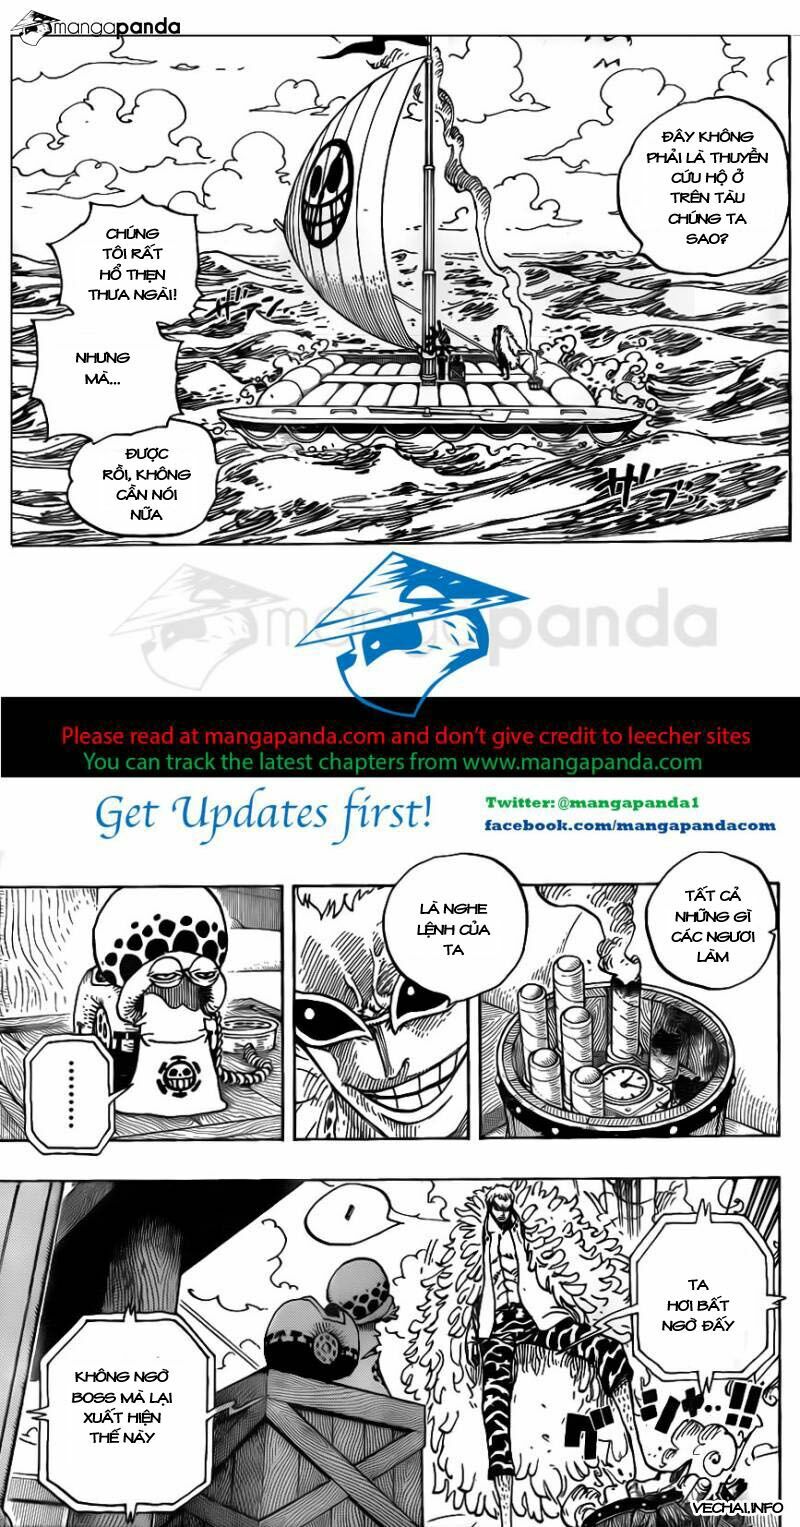 mangapanda
ĐÂY KHÔNG
PHẢI LÀ THUYỀN
CỨU HỘ Ở
TRÊN TÀU
CHÚNG TA
SAO?
CHÚNG
TÔI RẤT
HỔ THẸN
THƯA NGÀI!
NHƯNG
MÀ...
ĐƯỢC
RỒI, KHÔNG
CẦN NÓI
NỮA
mangapanda
Please read at mangapanda.com and don't give credit to leecher sites
You can track the latest chapters from www.mangapanda.com
Get Updates first!
Twitter: @mangapanda1
facebook.com/mangapandacom
TẤT CẢ
NHỮNG GÌ
CÁC NGƯƠI
LÀM
LÀ NGHE
LỆNH CỦA
TA
.........
TA
HƠI BẤT
NGỜ ĐẤY
KHÔNG NGỜ
BOSS MÀ LẠI
XUẤT HIỆN
THẾ NÀY
VECHAI.INFO